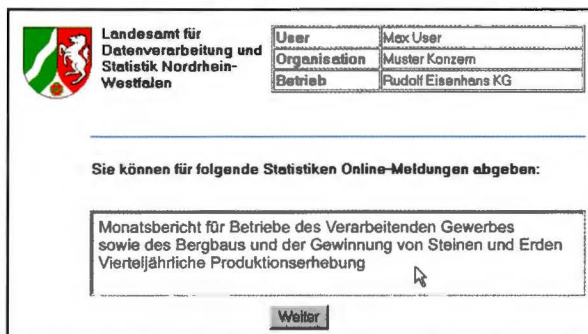 Landesamt für
Datenverarbeitung und
Statistik Nordrhein-
Westfalen
User Max User
Organisation Muster Konzern
Betrieb Rudolf Eisenhans KG
Sie können für folgende Statistiken Online-Meldungen abgeben:
Monatsbericht für Betriebe des Verarbeitenden Gewerbes
sowie des Bergbaus und der Gewinnung von Steinen und Erden
Vierteljährliche Produktionserhebung
Weiter